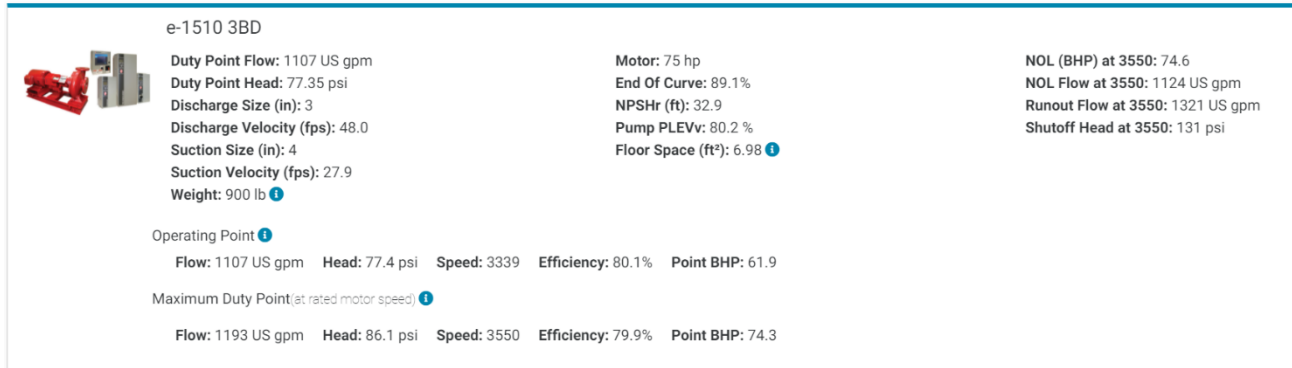 e-1510 3BD
Duty Point Flow: 1107 US gpm
Duty Point Head: 77.35 psi
Discharge Size (in): 3
Discharge Velocity (fps): 48.0
Suction Size (in): 4
Suction Velocity (fps): 27.9
Weight: 900 lb
Motor: 75 hp
End Of Curve: 89.1%
NPSHr (ft): 32.9
Pump PLEVv: 80.2 %
Floor Space (ft²): 6.98
NOL (BHP) at 3550: 74.6
NOL Flow at 3550: 1124 US gpm
Runout Flow at 3550: 1321 US gpm
Shutoff Head at 3550: 131 psi
Operating Point
Flow: 1107 US gpm Head: 77.4 psi Speed: 3339 Efficiency: 80.1% Point BHP: 61.9
Maximum Duty Point(at rated motor speed)
Flow: 1193 US gpm Head: 86.1 psi Speed: 3550 Efficiency: 79.9% Point BHP: 74.3